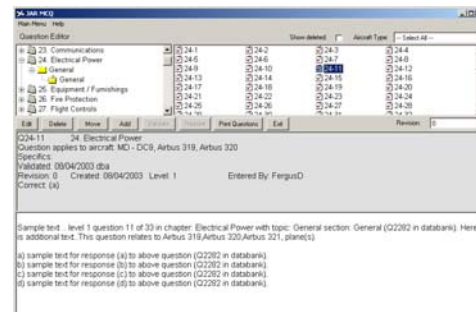 JAR MCQ
Main Menu Help
Question Editor Show deleted Aircraft Type -- Select All --
23. Communications
24. Electrical Power
General
General
25. Equipment / Furnishings
26. Fire Protection
27. Flight Controls
24-1 24-2 24-3 24-4
24-5 24-6 24-7 24-8
24-9 24-10 24-11 24-12
24-13 24-14 24-15 24-16
24-17 24-18 24-19 24-20
24-21 24-22 24-23 24-24
24-25 24-26 24-27 24-28
Edit Delete Move Add Print Questions Exit Revision: 0
Q24-11 24. Electrical Power
Question applies to aircraft: MD - DC9, Airbus 319, Airbus 320
Specifics:
Validated: 08/04/2003 dba
Revision: 0 Created: 08/04/2003 Level: 1 Entered By: FergusD
Correct: (a)
Sample text .. level 1 question 11 of 33 in chapter: Electrical Power with topic: General section: General (Q2282 in databank). Here
is additional text. This question relates to Airbus 319,Airbus 320,Airbus 321, plane(s).
a) sample text for response (a) to above question (Q2282 in databank).
b) sample text for response (b) to above question (Q2282 in databank).
c) sample text for response (c) to above question (Q2282 in databank).
d) sample text for response (d) to above question (Q2282 in databank).